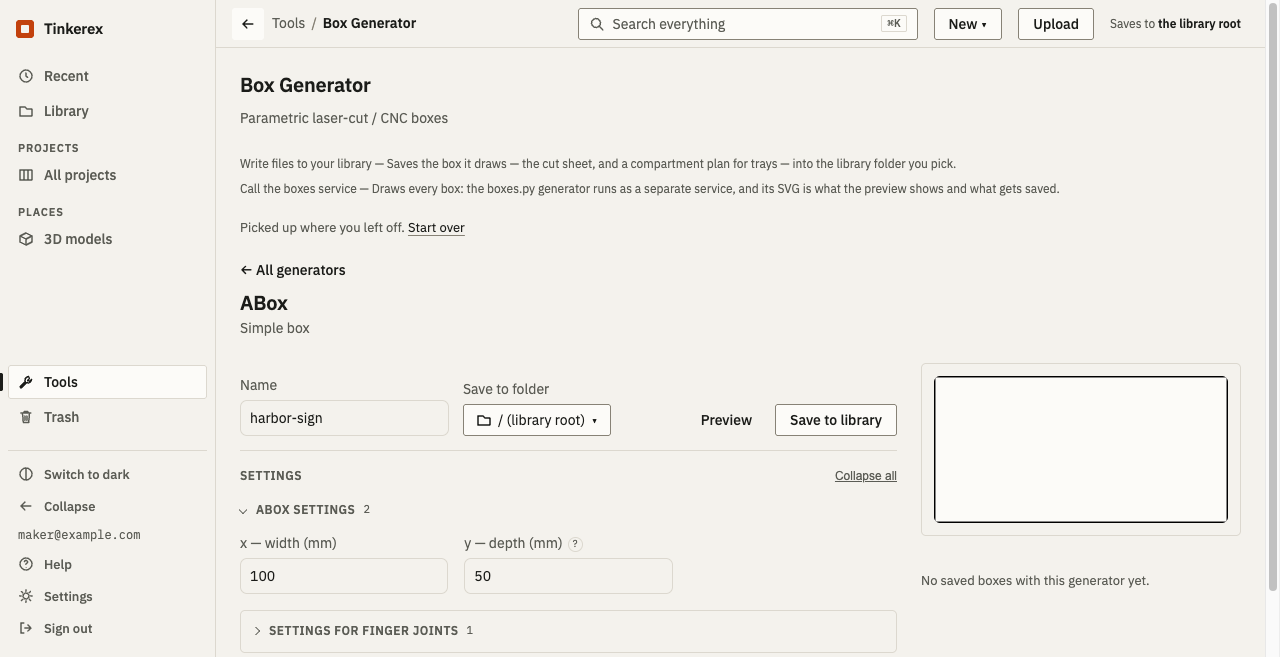 Tinkerex
Recent
Library
PROJECTS
All projects
PLACES
3D models
Tools
Trash
Switch to dark
Collapse
maker@example.com
Help
Settings
Sign out
Tools / Box Generator
Search everything ⌘K
New ▾
Upload
Saves to the library root
Box Generator
Parametric laser-cut / CNC boxes
Write files to your library — Saves the box it draws — the cut sheet, and a compartment plan for trays — into the library folder you pick.
Call the boxes service — Draws every box: the boxes.py generator runs as a separate service, and its SVG is what the preview shows and what gets saved.
Picked up where you left off. Start over
← All generators
ABox
Simple box
Name
harbor-sign
Save to folder
/ (library root) ▾
Preview
Save to library
SETTINGS
Collapse all
ABOX SETTINGS 2
x — width (mm)
100
y — depth (mm) ?
50
SETTINGS FOR FINGER JOINTS 1
No saved boxes with this generator yet.